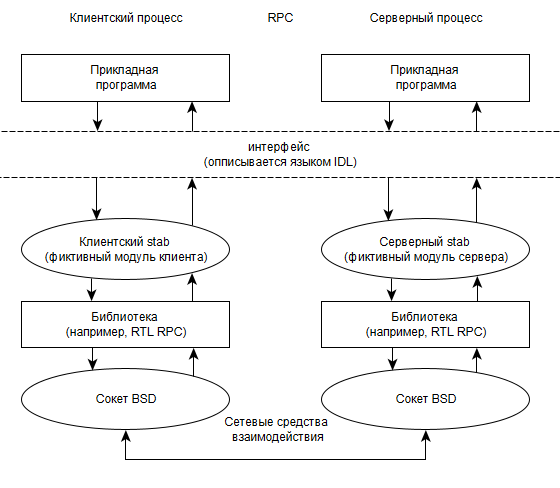 Клиентский процесс
RPC
Серверный процесс
Прикладная
программа
Прикладная
программа
интерфейс
(опписывается языком IDL)
Клиентский stab
(фиктивный модуль клиента)
Серверный stab
(фиктивный модуль сервера)
Библиотека
(например, RTL RPC)
Библиотека
(например, RTL RPC)
Сокет BSD
Сокет BSD
Сетевые средства
взаимодействия